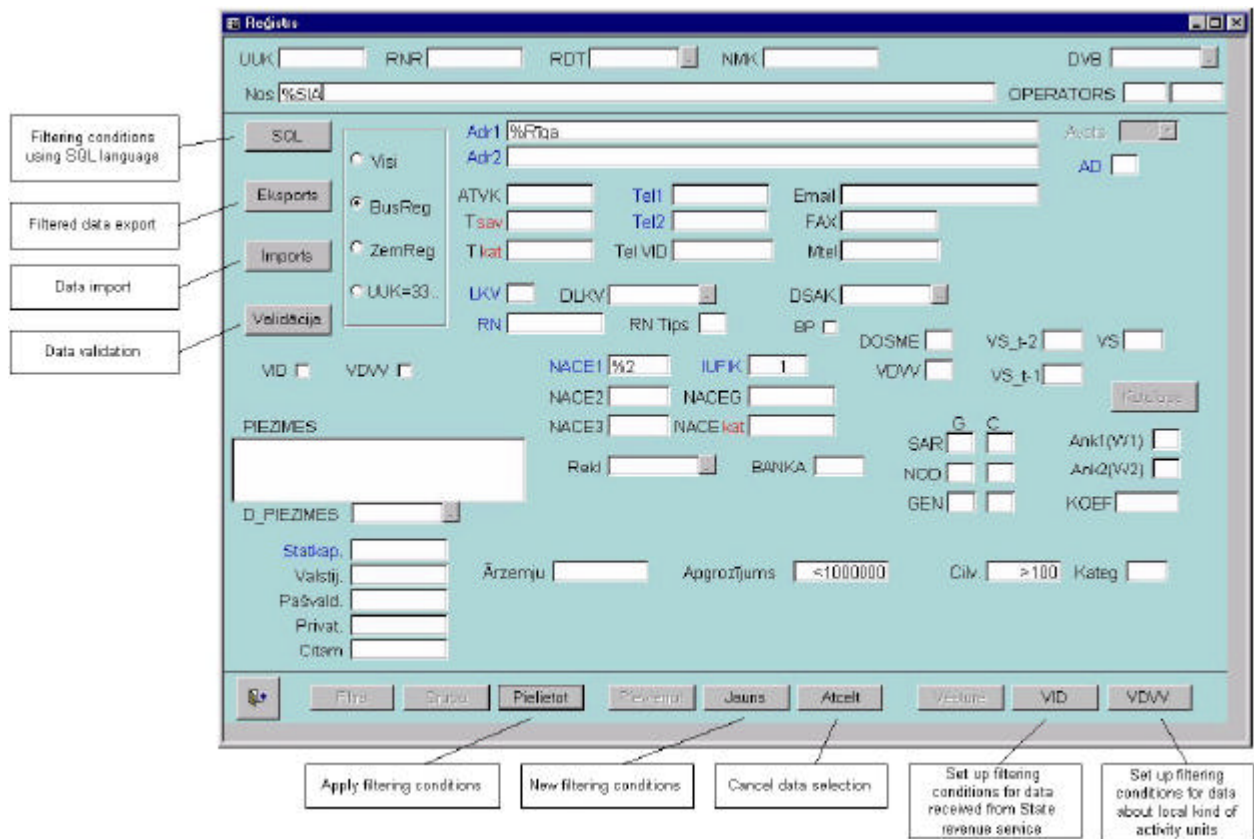 Reģistrs
UUK RNR RDT NMK DVB
Nos %SIA OPERATORS
Filtering conditions
using SQL language
SQL
Adr1 %Rīga
Adr2
AD
Visi
BusReg
ZemReg
UUK=33..
Filtered data export
Eksports
ATVK Tel1 Email
Tsav Tel2 FAX
Tkat Tel VID Mtel
Data import
Imports
LKV DLKV DSAK
RN RN Tips BP
Data validation
Validācija
DOSME VS_t-2 VS
VDVV VS_t-1
VID VDVV
NACE1 %2 IUFIK 1
NACE2 NACEG
NACE3 NACEkat
PIEZIMES
G C
SAR Ank1(V/1)
NOD Ank2(V/2)
GEN KOEF
Rekl BANKA
D_PIEZIMES
Statkap.
Valstij.
Pašvald.
Privat.
Citam
Ārzemju Apgrozījums <1000000 Cilv. >100 Kateg
Filtrs Pielietot Pievienot Jauns Atcelt Vesture VID VDVV
Apply filtering conditions
New filtering conditions
Cancel data selection
Set up filtering
conditions for data
received from State
revenue service
Set up filtering
conditions for data
about local kind of
activity units